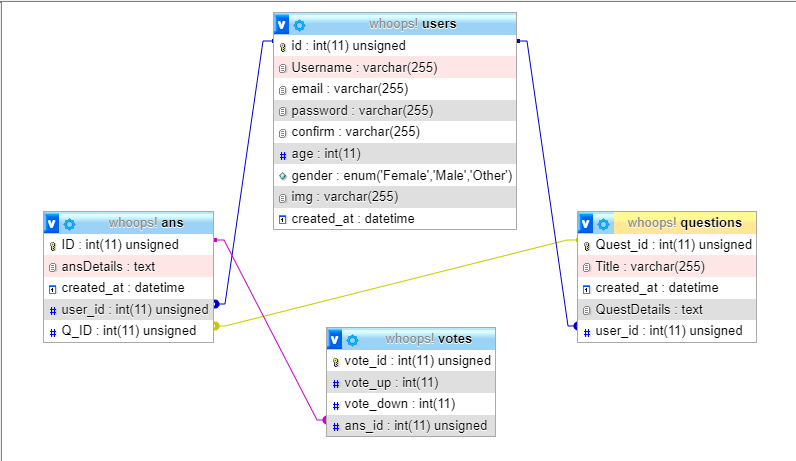 v whoops! users
id : int(11) unsigned
Username : varchar(255)
email : varchar(255)
password : varchar(255)
confirm : varchar(255)
# age : int(11)
gender : enum('Female','Male','Other')
img : varchar(255)
created_at : datetime
v whoops! ans
ID : int(11) unsigned
ansDetails : text
created_at : datetime
# user_id : int(11) unsigned
# Q_ID : int(11) unsigned
v whoops! questions
Quest_id : int(11) unsigned
Title : varchar(255)
created_at : datetime
QuestDetails : text
# user_id : int(11) unsigned
v whoops! votes
vote_id : int(11) unsigned
# vote_up : int(11)
# vote_down : int(11)
# ans_id : int(11) unsigned